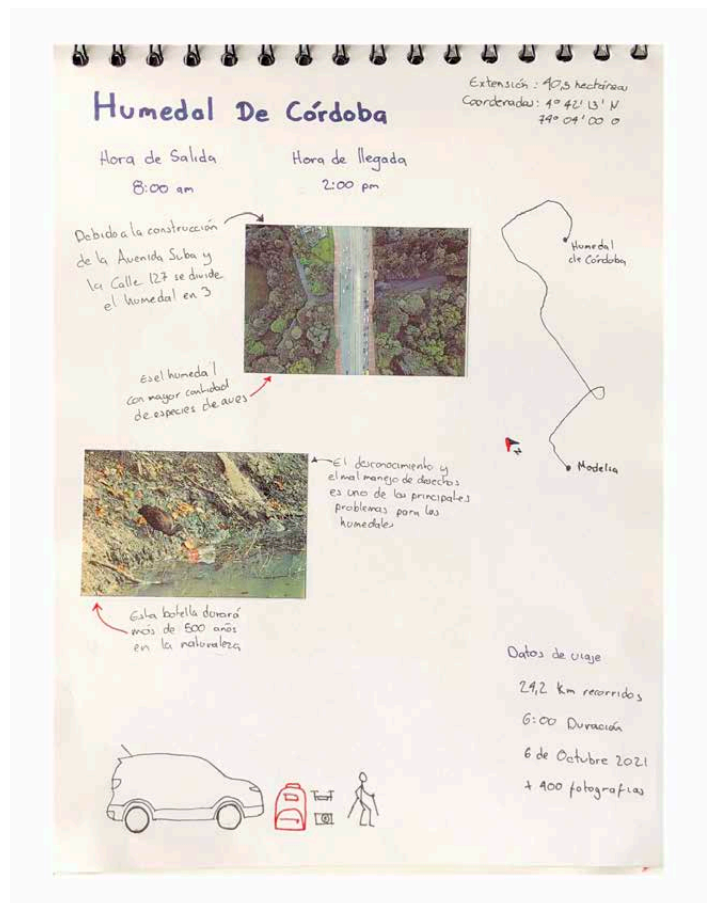 Humedal De Córdoba
Extensión: 40,5 hectáreas
Coordenadas: 4° 42' 13' N
74° 04' 00 O
Hora de Salida
8:00 am
Hora de llegada
2:00 pm
Debido a la construcción
de la Avenida Suba y
la Calle 127 se divide
el humedal en 3
Humedal
de Córdoba
Es el humedal
con mayor cantidad
de especies de aves
N
Modelia
El desconocimiento y
el mal manejo de desechos
es uno de los principales
problemas para los
humedales
Esta botella durará
más de 500 años
en la naturaleza
Datos de viaje
24,2 Km recorridos
6:00 Duración
6 de Octubre 2021
+ 400 fotografías